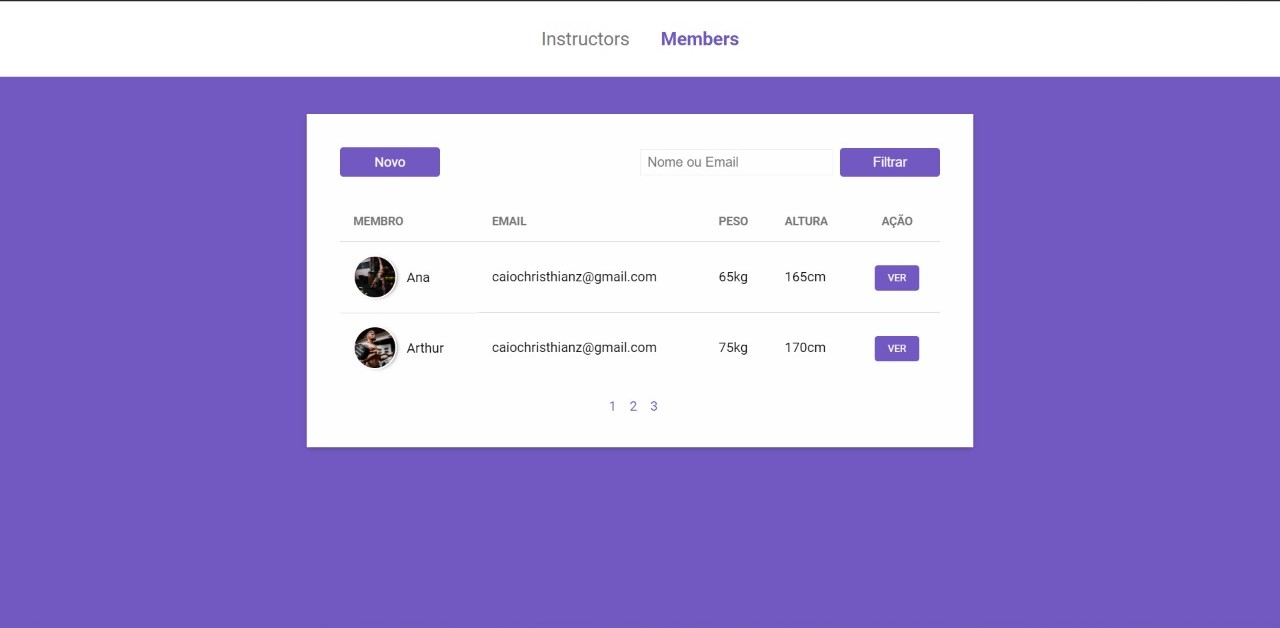 Instructors Members
Novo Nome ou Email Filtrar
MEMBRO EMAIL PESO ALTURA AÇÃO
Ana caiochristhianz@gmail.com 65kg 165cm VER
Arthur caiochristhianz@gmail.com 75kg 170cm VER
1 2 3